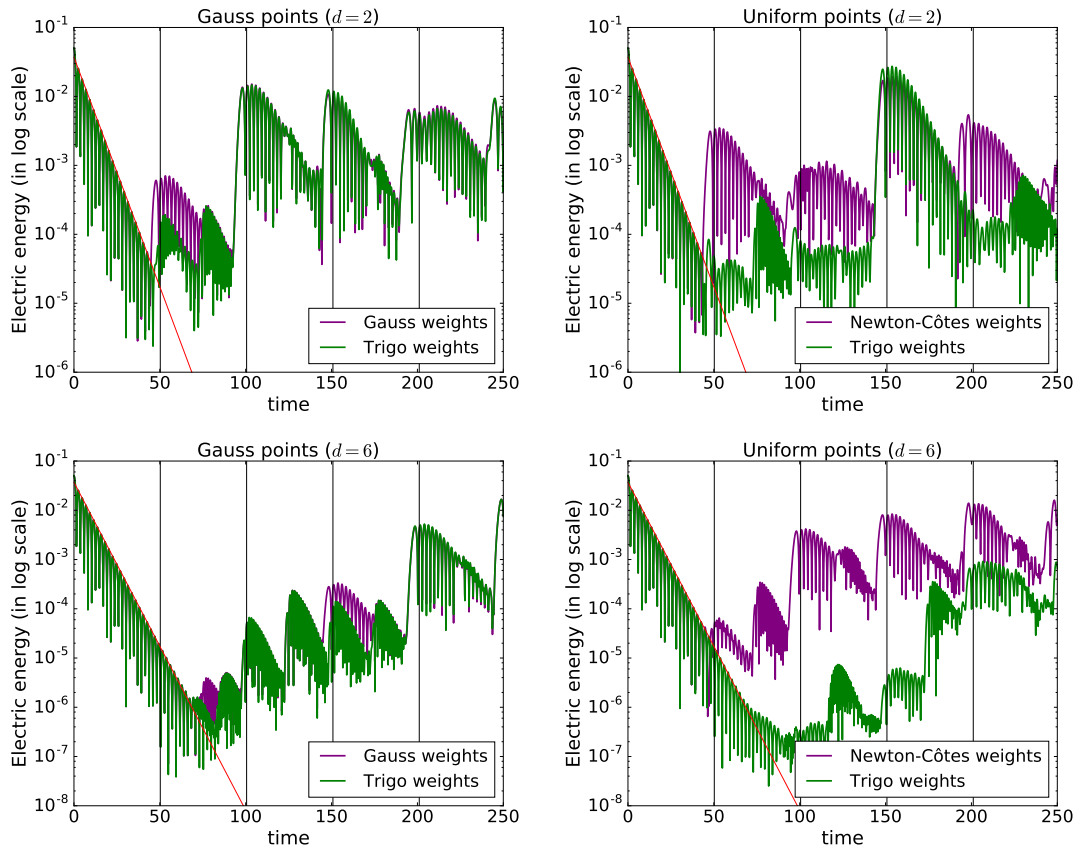 Gauss points (d=2)
Electric energy (in log scale)
10^-1
10^-2
10^-3
10^-4
10^-5
10^-6
0 50 100 150 200 250
time
Gauss weights
Trigo weights
Uniform points (d=2)
Electric energy (in log scale)
10^-1
10^-2
10^-3
10^-4
10^-5
10^-6
0 50 100 150 200 250
time
Newton-Côtes weights
Trigo weights
Gauss points (d=6)
Electric energy (in log scale)
10^-1
10^-2
10^-3
10^-4
10^-5
10^-6
10^-7
10^-8
0 50 100 150 200 250
time
Gauss weights
Trigo weights
Uniform points (d=6)
Electric energy (in log scale)
10^-1
10^-2
10^-3
10^-4
10^-5
10^-6
10^-7
10^-8
0 50 100 150 200 250
time
Newton-Côtes weights
Trigo weights